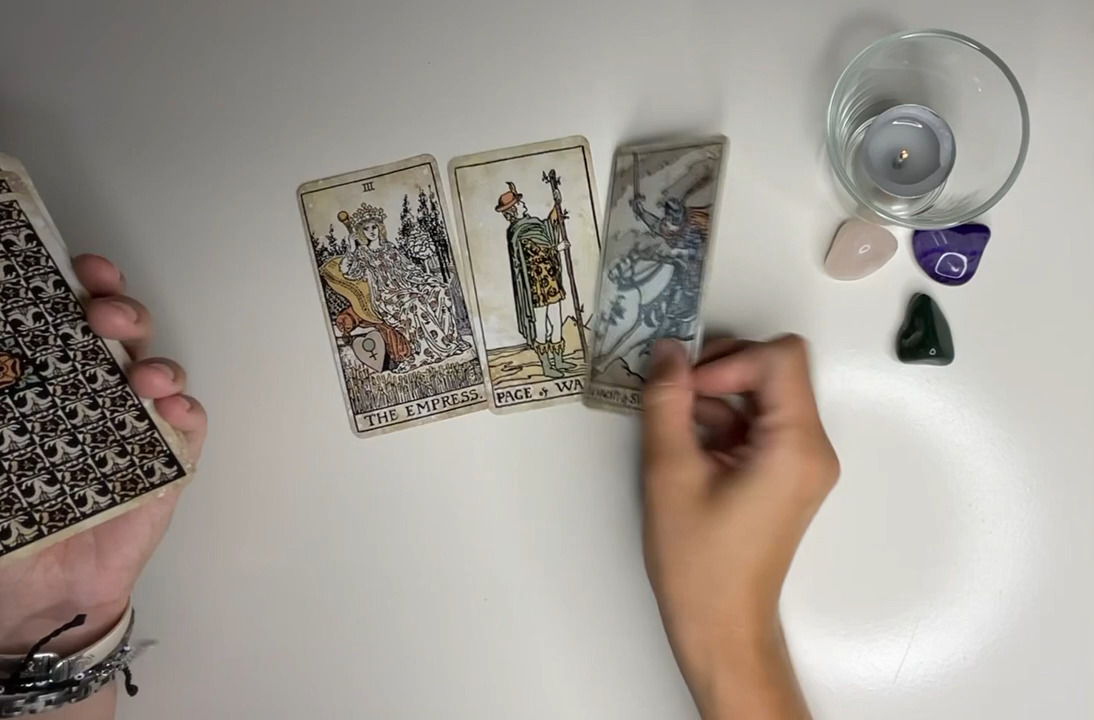 III
THE EMPRESS.
PAGE of WA